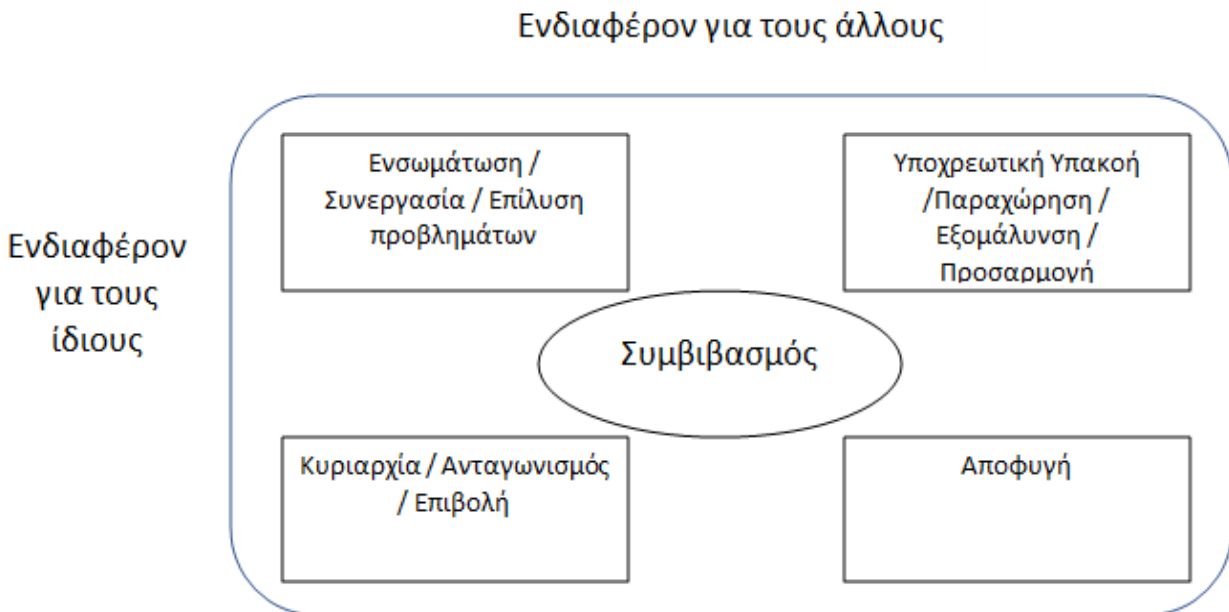 Ενδιαφέρον για τους άλλους
Ενσωμάτωση /
Συνεργασία / Επίλυση
προβλημάτων
Υποχρεωτική Υπακοή
/Παραχώρηση /
Εξομάλυνση /
Προσαρμογή
Ενδιαφέρον
για τους
ίδιους
Συμβιβασμός
Κυριαρχία / Ανταγωνισμός
/ Επιβολή
Αποφυγή